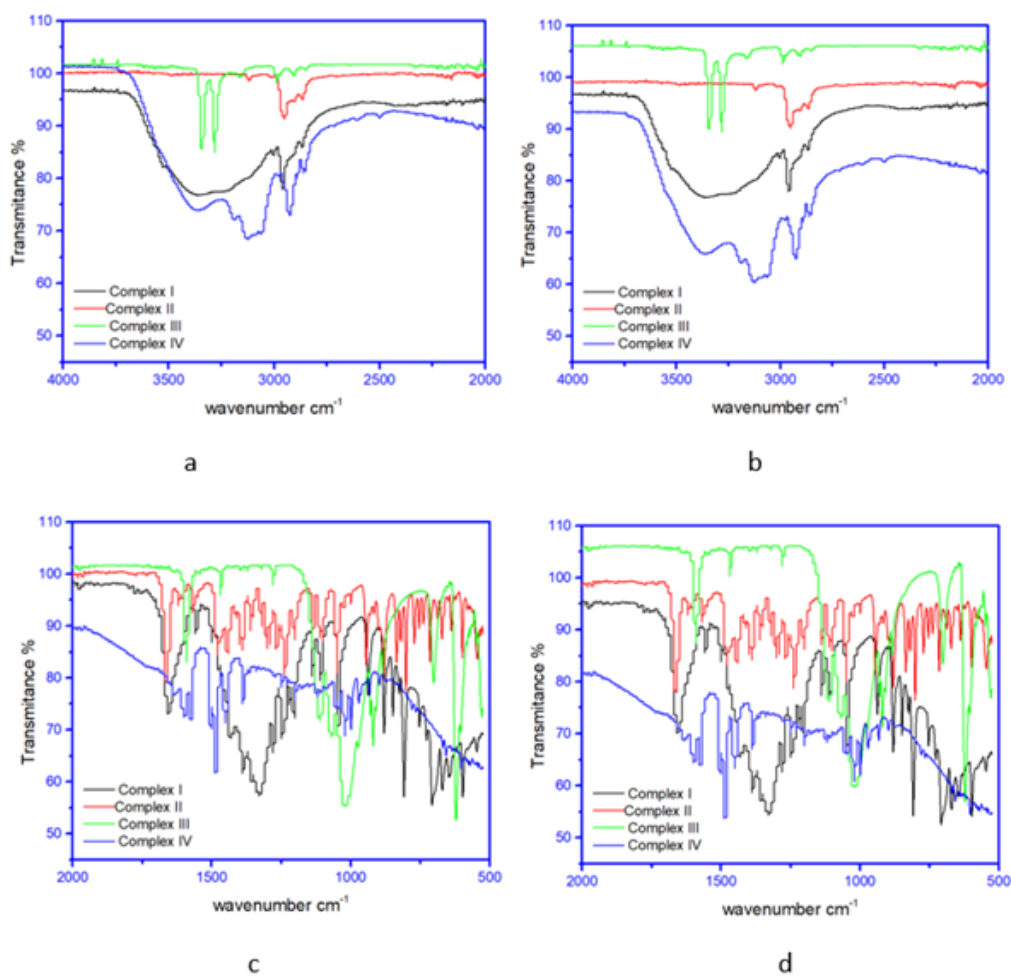 110
100
90
80
70
60
50
Transmitance %
Complex I
Complex II
Complex III
Complex IV
4000 3500 3000 2500 2000
wavenumber cm-1
a
110
100
90
80
70
60
50
Transmitance %
Complex I
Complex II
Complex III
Complex IV
4000 3500 3000 2500 2000
wavenumber cm-1
b
110
100
90
80
70
60
50
Transmitance %
Complex I
Complex II
Complex III
Complex IV
2000 1500 1000 500
wavenumber cm-1
c
110
100
90
80
70
60
50
Transmitance %
Complex I
Complex II
Complex III
Complex IV
2000 1500 1000 500
wavenumber cm-1
d